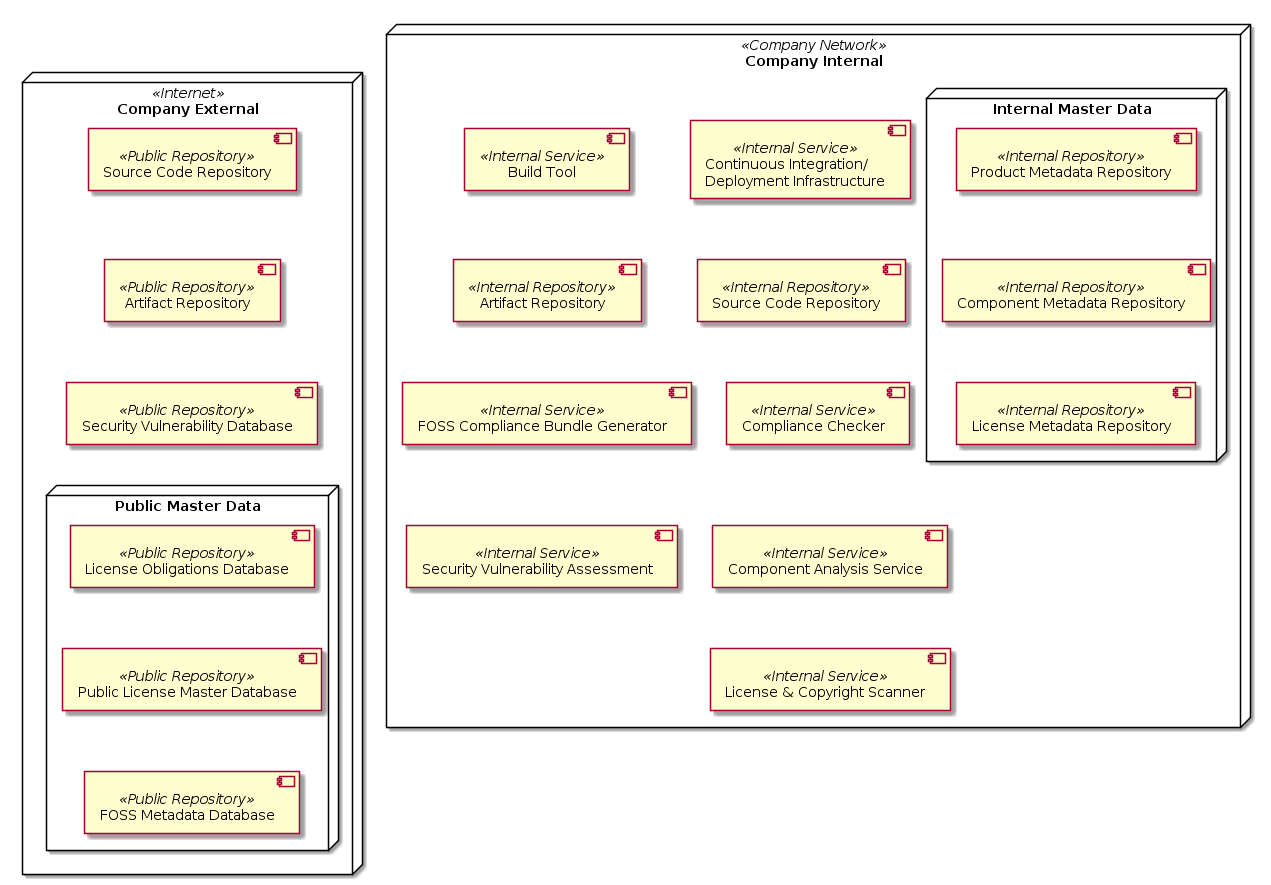 «Internet»
Company External
«Public Repository»
Source Code Repository
«Public Repository»
Artifact Repository
«Public Repository»
Security Vulnerability Database
Public Master Data
«Public Repository»
License Obligations Database
«Public Repository»
Public License Master Database
«Public Repository»
FOSS Metadata Database
«Company Network»
Company Internal
«Internal Service»
Build Tool
«Internal Service»
Continuous Integration/
Deployment Infrastructure
«Internal Repository»
Artifact Repository
«Internal Repository»
Source Code Repository
«Internal Service»
FOSS Compliance Bundle Generator
«Internal Service»
Compliance Checker
«Internal Service»
Security Vulnerability Assessment
«Internal Service»
Component Analysis Service
«Internal Service»
License & Copyright Scanner
Internal Master Data
«Internal Repository»
Product Metadata Repository
«Internal Repository»
Component Metadata Repository
«Internal Repository»
License Metadata Repository